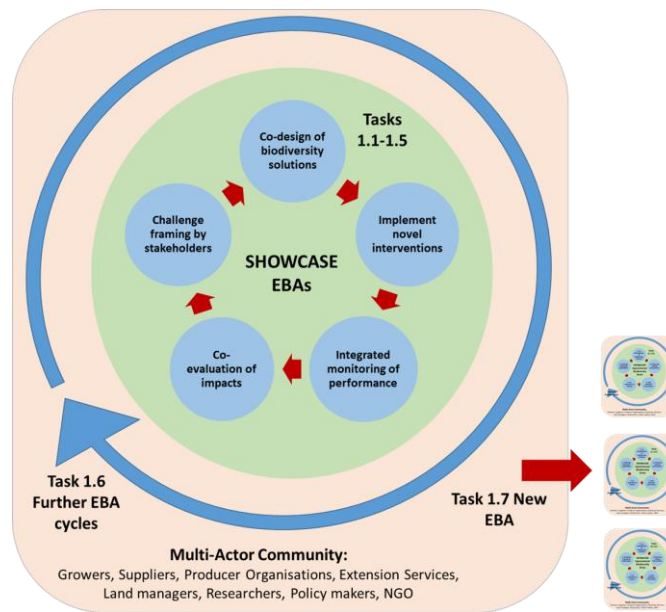 Tasks
1.1-1.5
Co-design of
biodiversity
solutions
Challenge
framing by
stakeholders
Implement
novel
interventions
SHOWCASE
EBAs
Co-
evaluation of
impacts
Integrated
monitoring of
performance
Task 1.6
Further EBA
cycles
Task 1.7 New
EBA
Multi-Actor Community:
Growers, Suppliers, Producer Organisations, Extension Services,
Land managers, Researchers, Policy makers, NGO